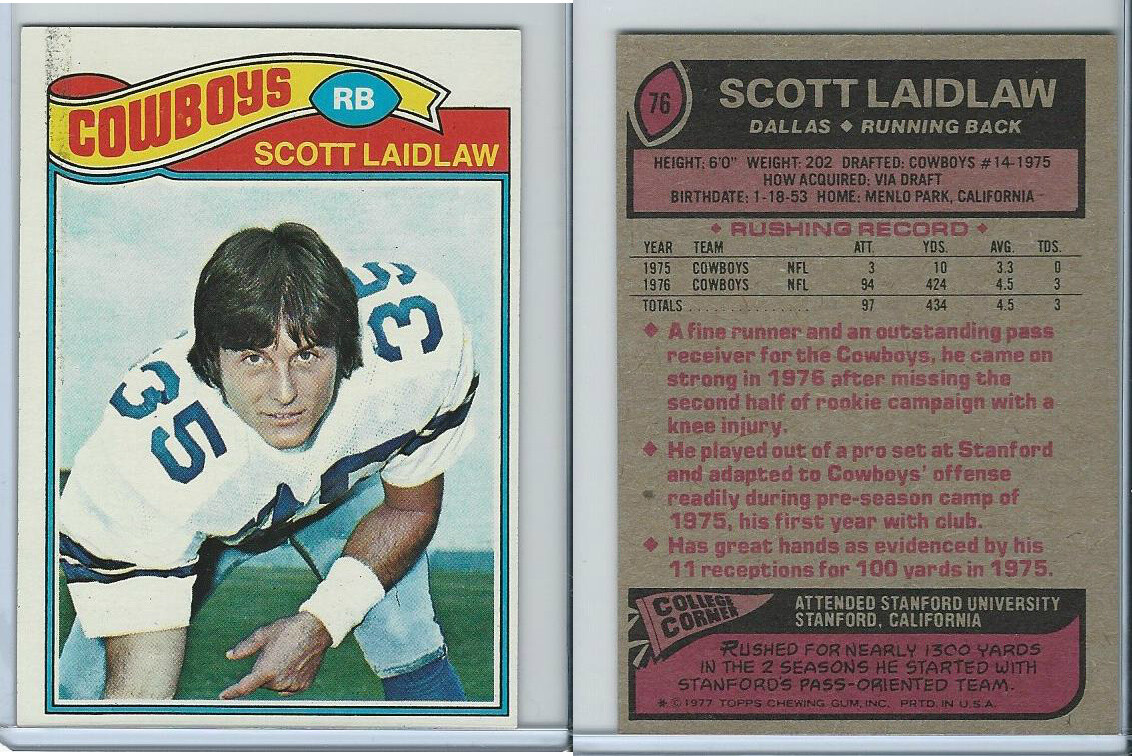 COWBOYS
RB
SCOTT LAIDLAW
35
35
76
SCOTT LAIDLAW
DALLAS ◆ RUNNING BACK
HEIGHT: 6'0" WEIGHT: 202 DRAFTED: COWBOYS #14-1975
HOW ACQUIRED: VIA DRAFT
BIRTHDATE: 1-18-53 HOME: MENLO PARK, CALIFORNIA
◆ RUSHING RECORD ◆
YEAR TEAM ATT. YDS. AVG. TDS.
1975 COWBOYS NFL 3 10 3.3 0
1976 COWBOYS NFL 94 424 4.5 3
TOTALS . . . . . . . . . . . . . 97 434 4.5 3
◆ A fine runner and an outstanding pass
receiver for the Cowboys, he came on
strong in 1976 after missing the
second half of rookie campaign with a
knee injury.
◆ He played out of a pro set at Stanford
and adapted to Cowboys' offense
readily during pre-season camp of
1975, his first year with club.
◆ Has great hands as evidenced by his
11 receptions for 100 yards in 1975.
COLLEGE
CORNER
ATTENDED STANFORD UNIVERSITY
STANFORD, CALIFORNIA
RUSHED FOR NEARLY 1300 YARDS
IN THE 2 SEASONS HE STARTED WITH
STANFORD'S PASS-ORIENTED TEAM.
* © 1977 TOPPS CHEWING GUM, INC. PRTD. IN U.S.A.